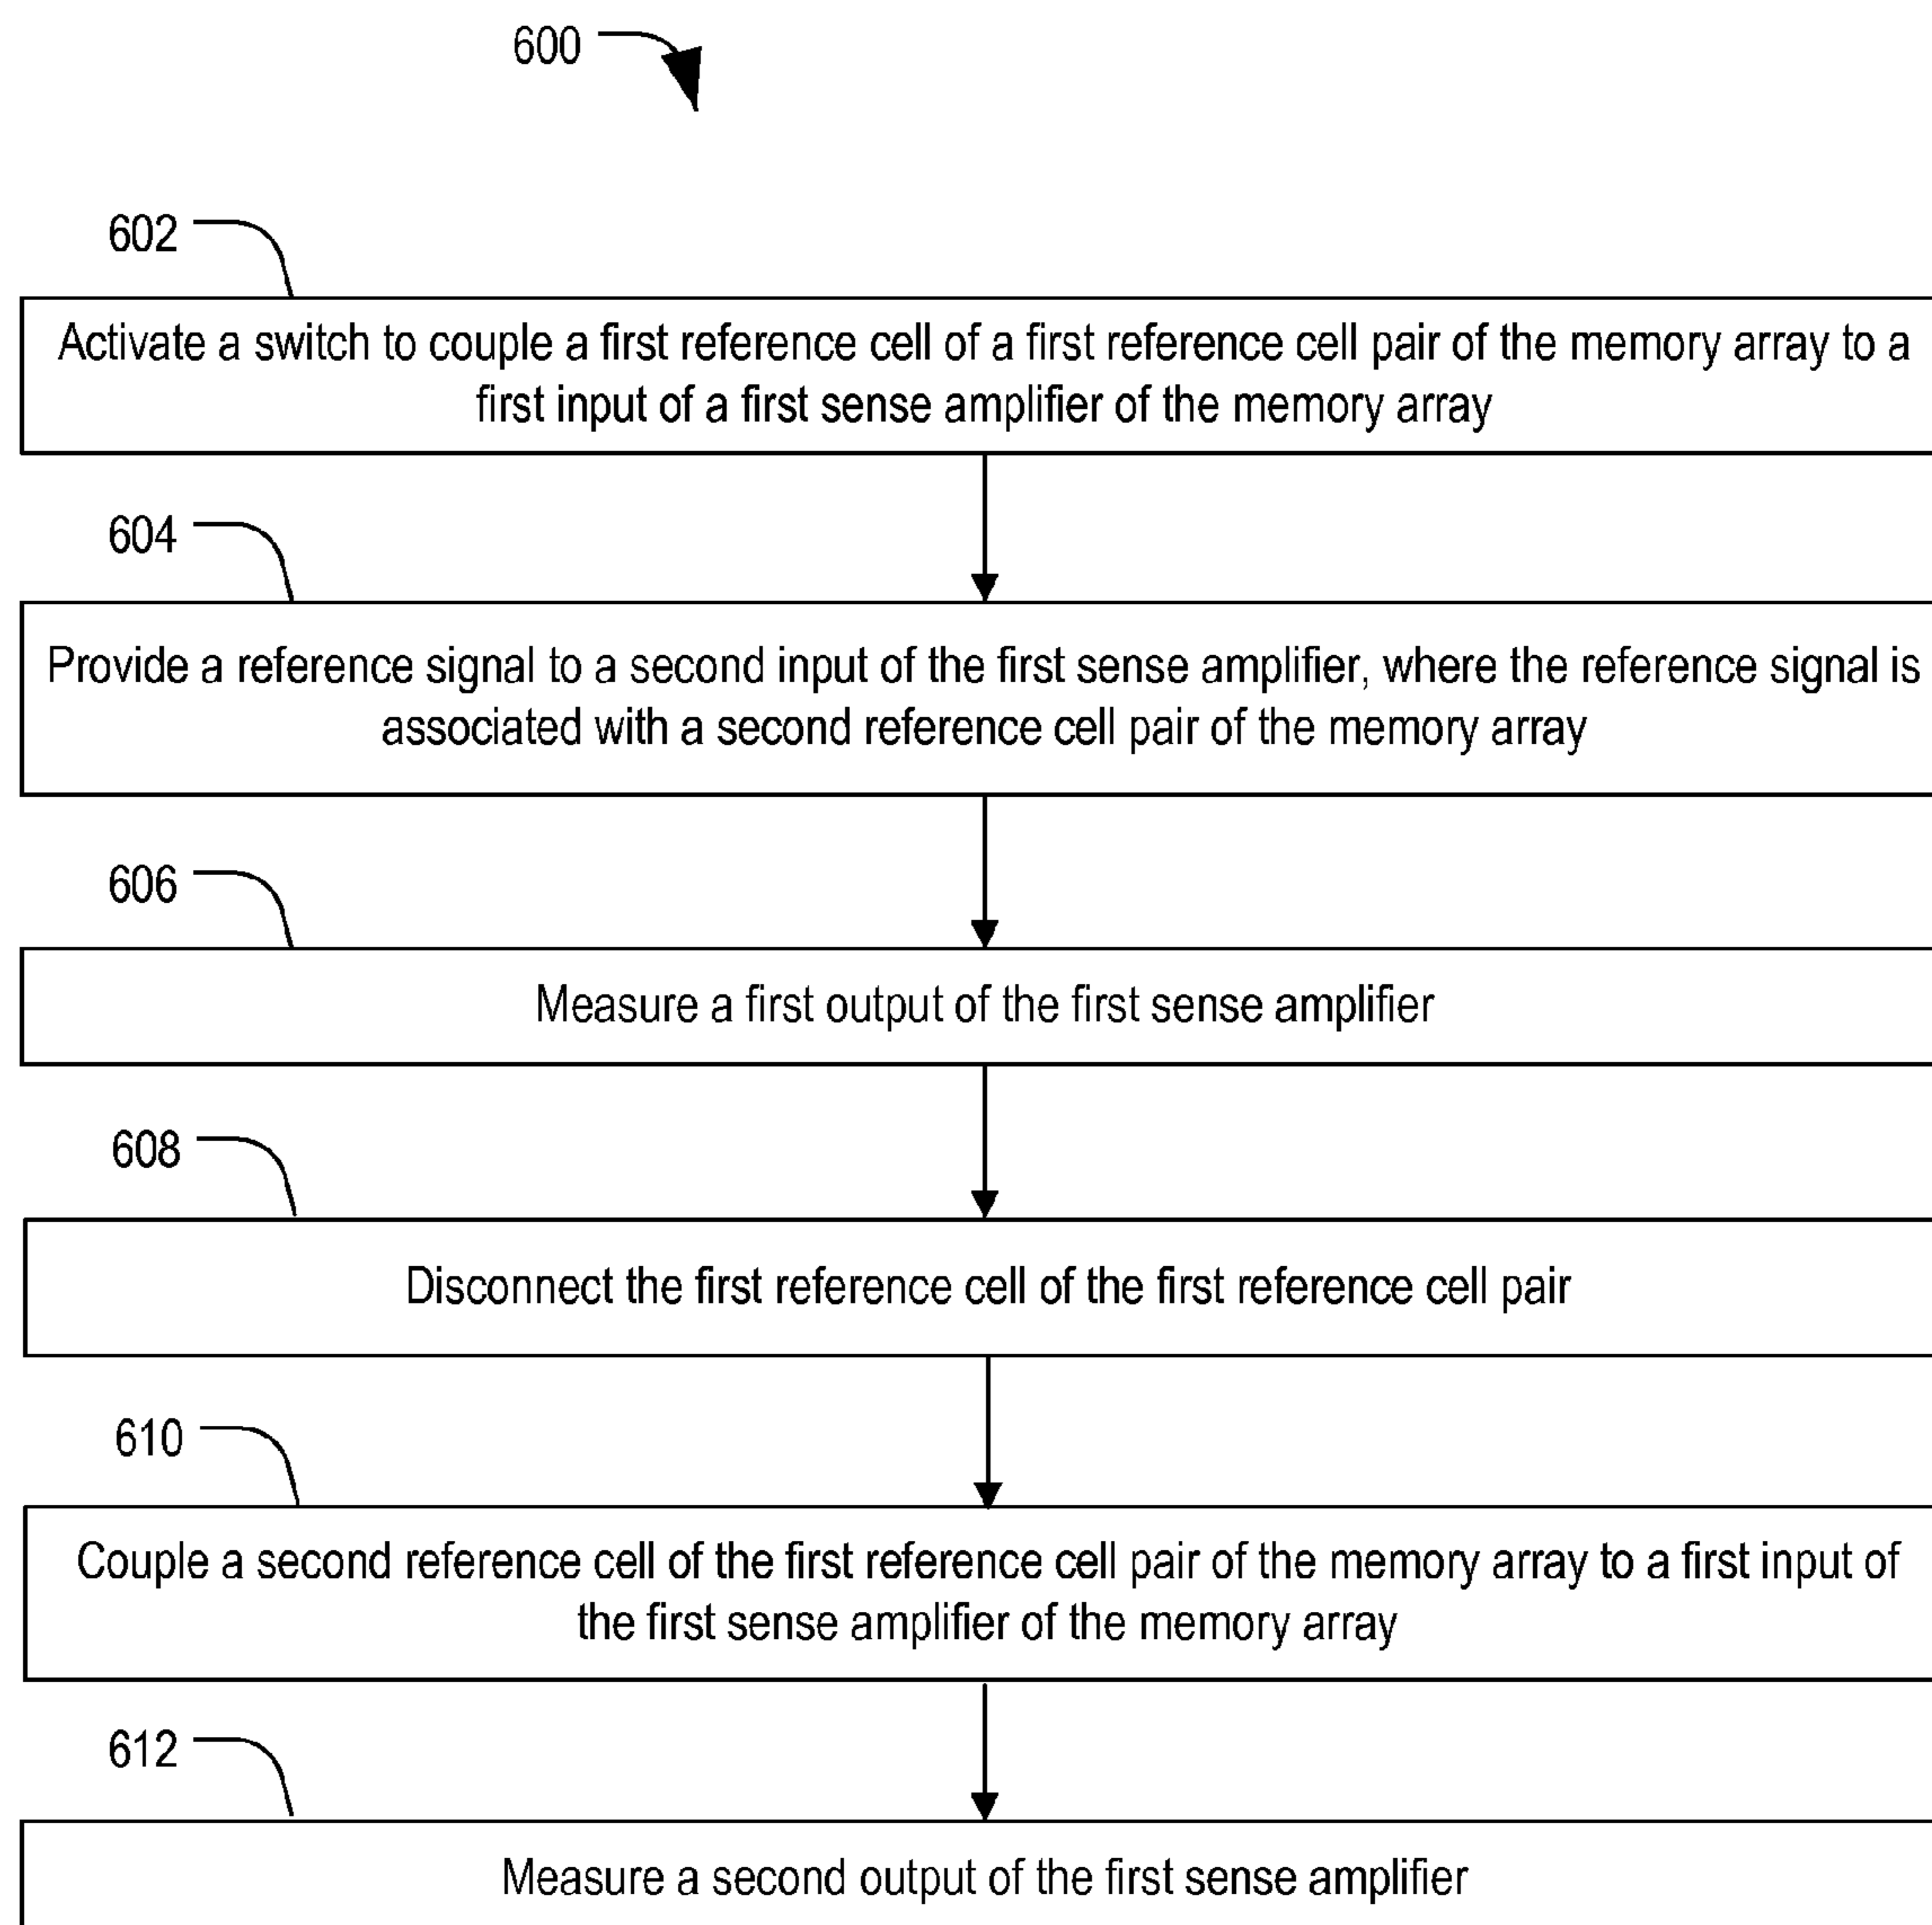 600
602
Activate a switch to couple a first reference cell of a first reference cell pair of the memory array to a
first input of a first sense amplifier of the memory array
604
Provide a reference signal to a second input of the first sense amplifier, where the reference signal is
associated with a second reference cell pair of the memory array
606
Measure a first output of the first sense amplifier
608
Disconnect the first reference cell of the first reference cell pair
610
Couple a second reference cell of the first reference cell pair of the memory array to a first input of
the first sense amplifier of the memory array
612
Measure a second output of the first sense amplifier